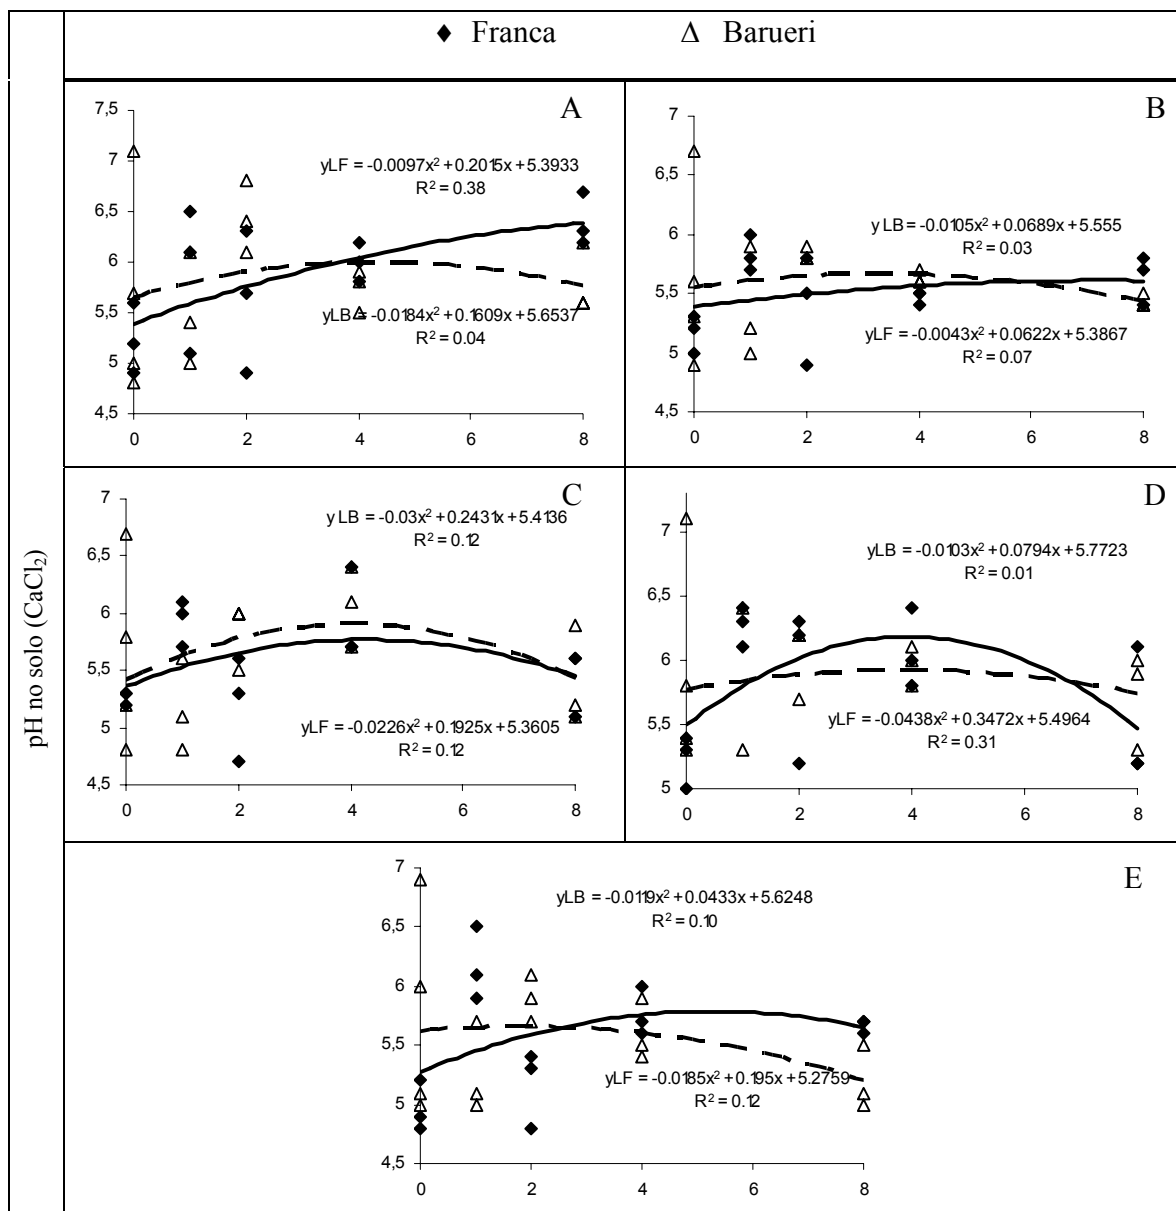 ♦ Franca Δ Barueri
pH no solo (CaCl₂)
A
7,5
7
6,5
6
5,5
5
4,5
0 2 4 6 8
yLF = -0.0097x² + 0.2015x + 5.3933
R² = 0.38
yLB = -0.0184x² + 0.1609x + 5.6537
R² = 0.04
B
7
6,5
6
5,5
5
4,5
0 2 4 6 8
y LB = -0.0105x² + 0.0689x + 5.555
R² = 0.03
yLF = -0.0043x² + 0.0622x + 5.3867
R² = 0.07
C
7
6,5
6
5,5
5
4,5
0 2 4 6 8
y LB = -0.03x² + 0.2431x + 5.4136
R² = 0.12
yLF = -0.0226x² + 0.1925x + 5.3605
R² = 0.12
D
7
6,5
6
5,5
5
0 2 4 6 8
yLB = -0.0103x² + 0.0794x + 5.7723
R² = 0.01
yLF = -0.0438x² + 0.3472x + 5.4964
R² = 0.31
E
7
6,5
6
5,5
5
4,5
0 2 4 6 8
yLB = -0.0119x² + 0.0433x + 5.6248
R² = 0.10
yLF = -0.0185x² + 0.195x + 5.2759
R² = 0.12